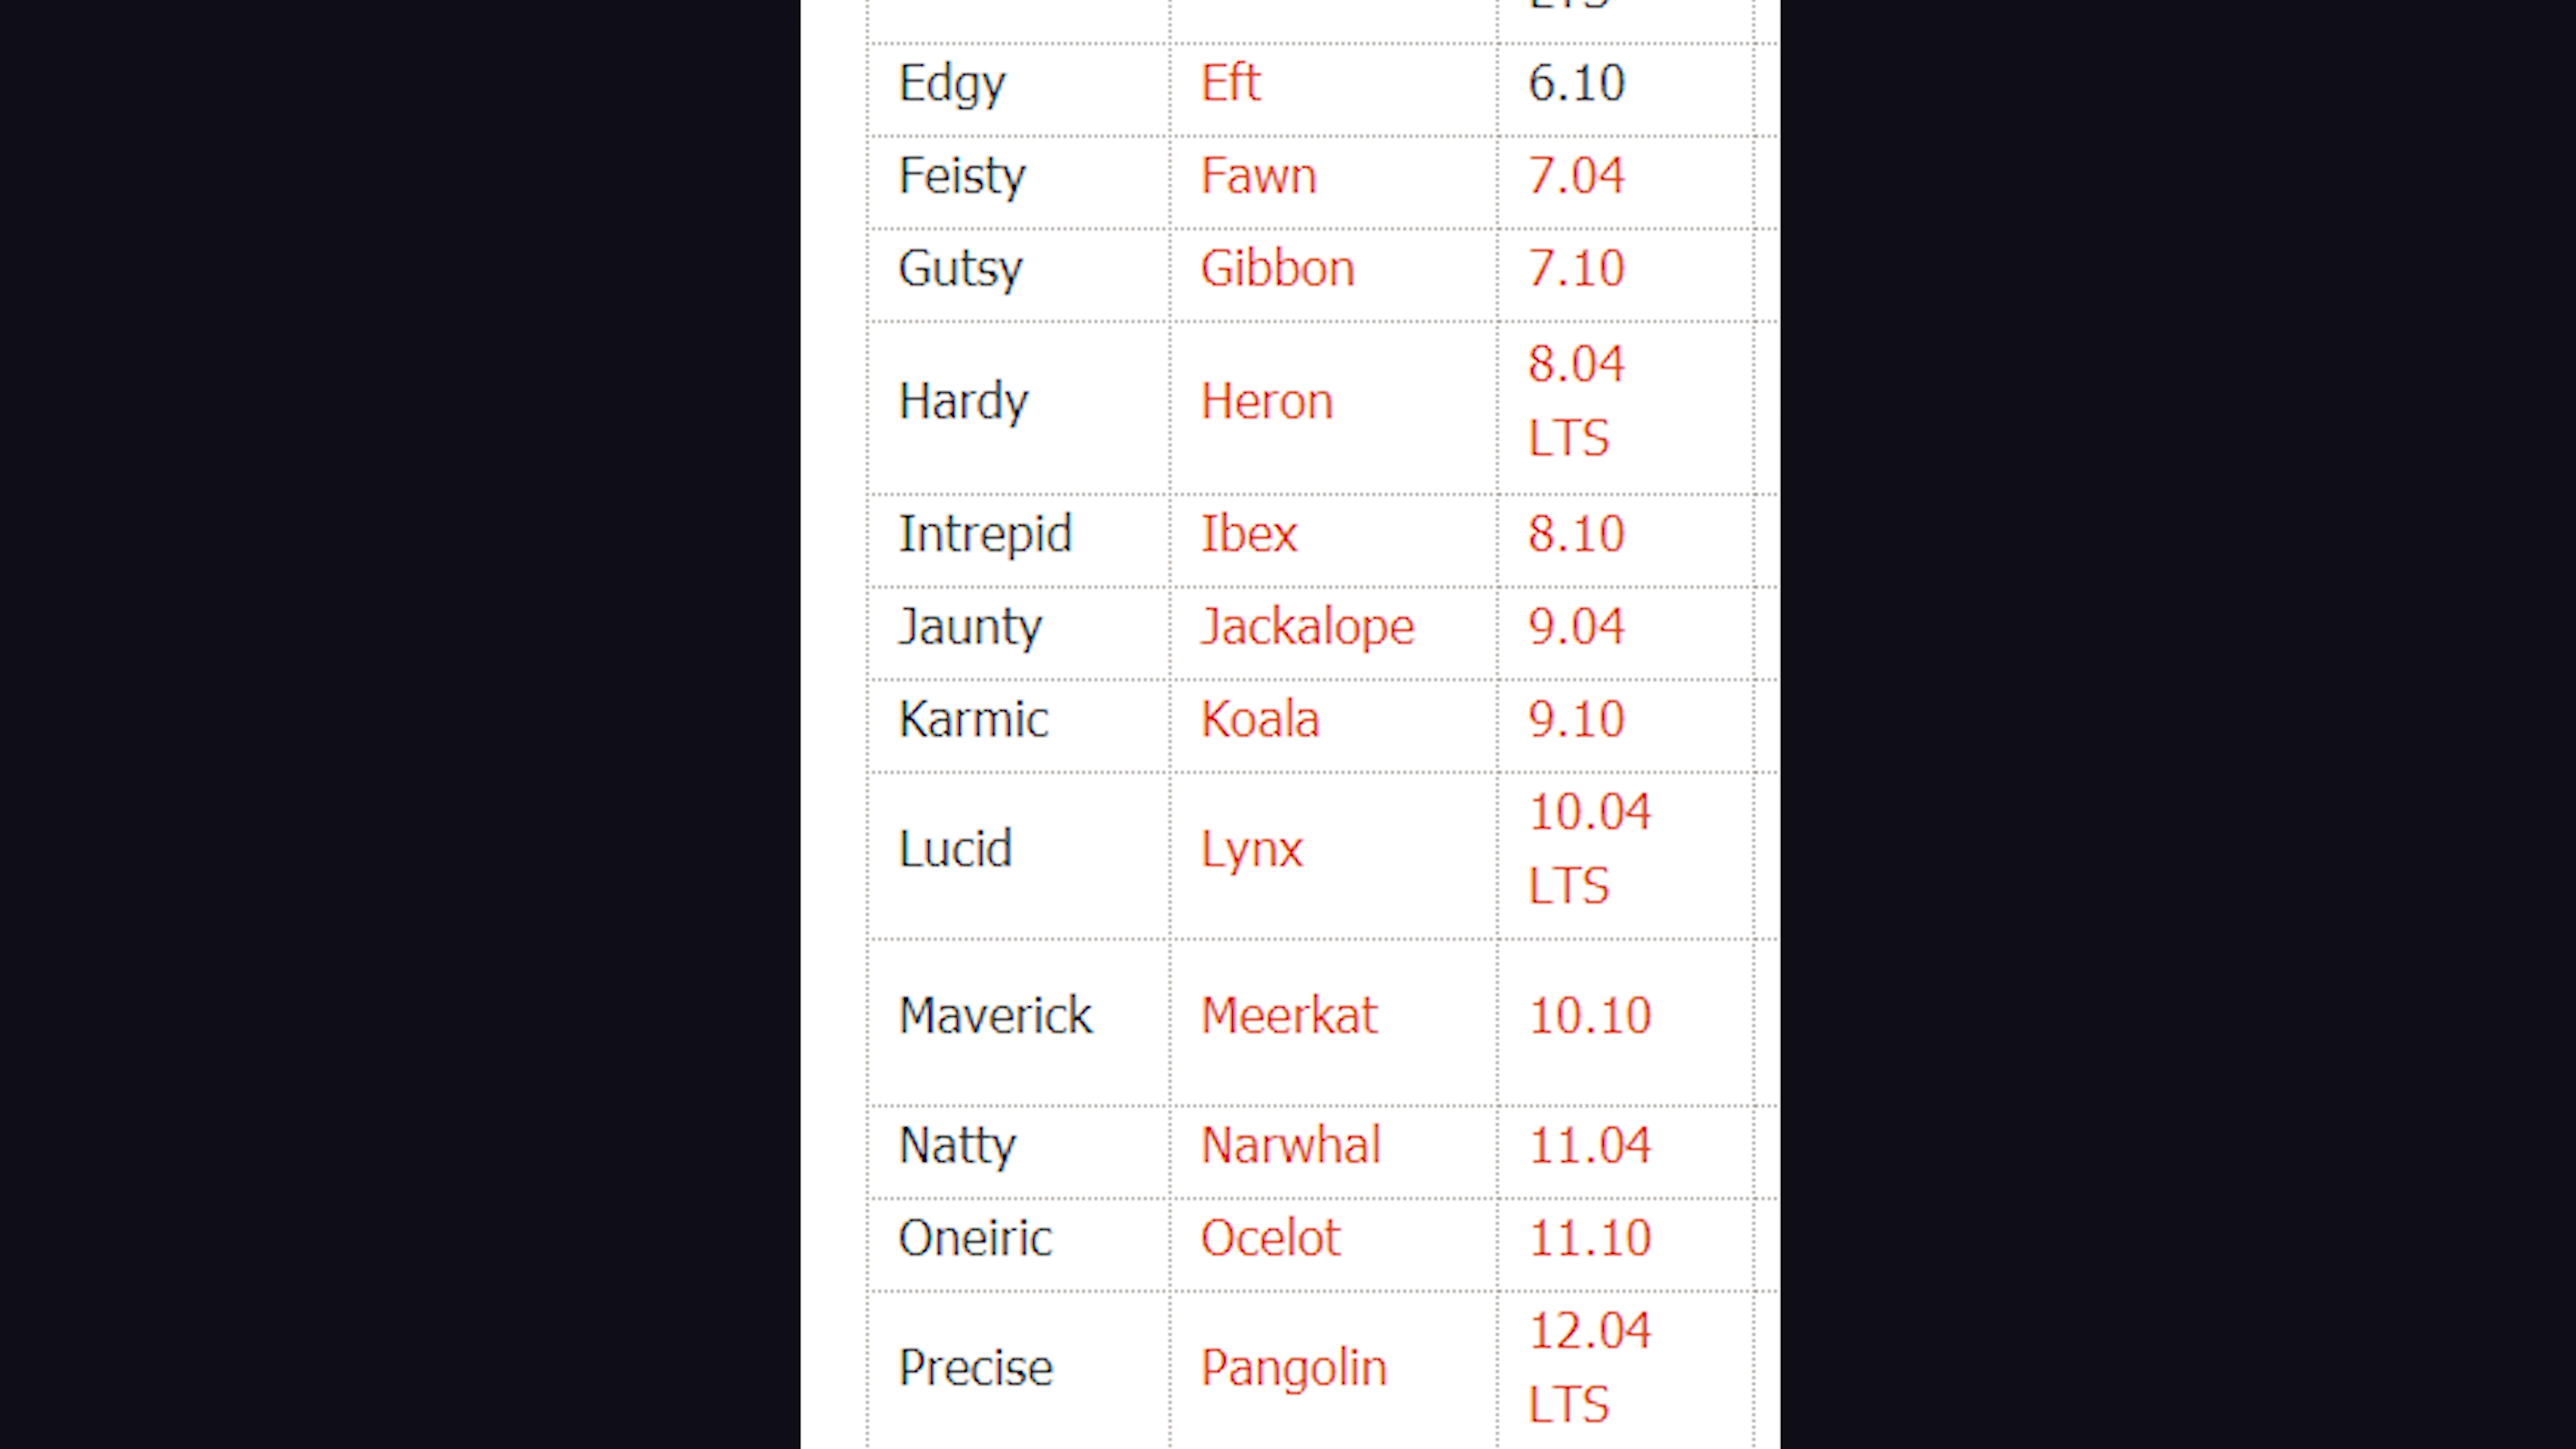 LTS
Edgy Eft 6.10
Feisty Fawn 7.04
Gutsy Gibbon 7.10
Hardy Heron 8.04
LTS
Intrepid Ibex 8.10
Jaunty Jackalope 9.04
Karmic Koala 9.10
Lucid Lynx 10.04
LTS
Maverick Meerkat 10.10
Natty Narwhal 11.04
Oneiric Ocelot 11.10
Precise Pangolin 12.04
LTS